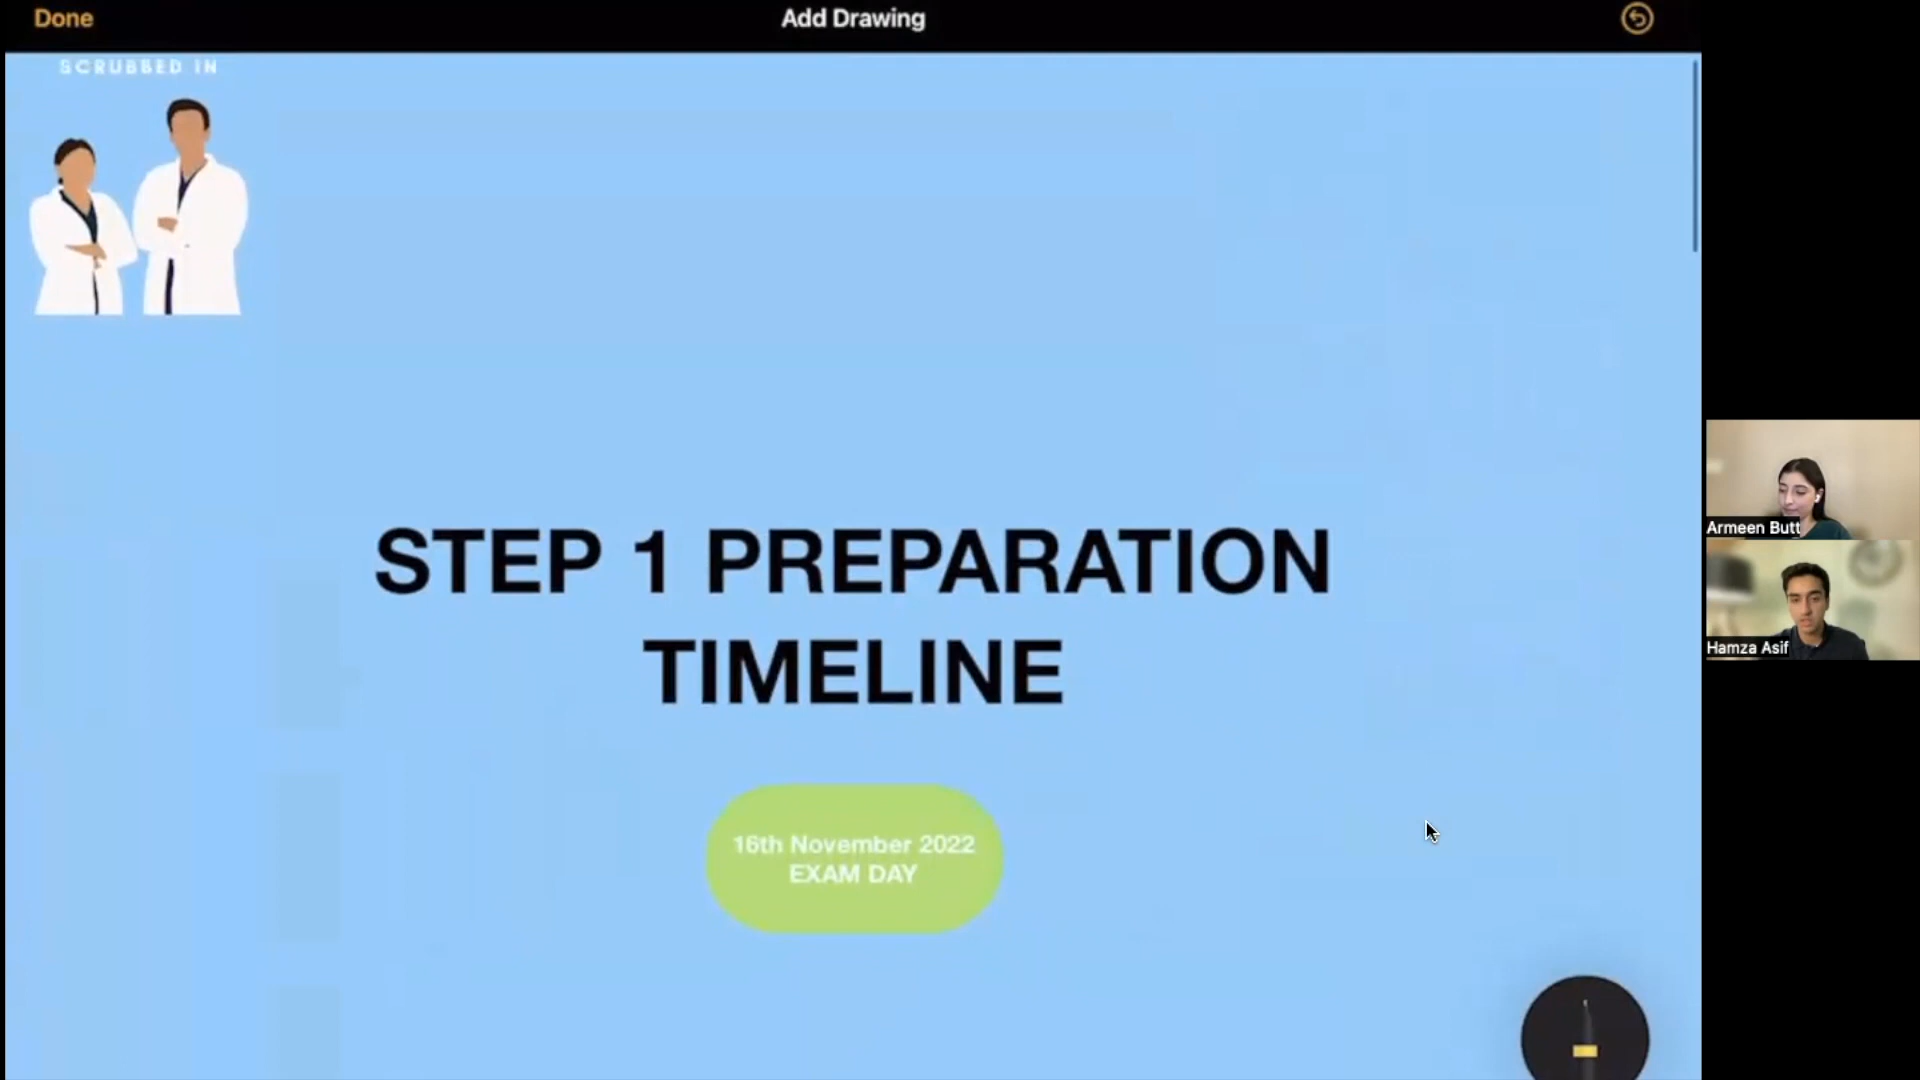 Done
Add Drawing
SCRUBBED IN
STEP 1 PREPARATION
TIMELINE
16th November 2022
EXAM DAY
Armeen Butt
Hamza Asif